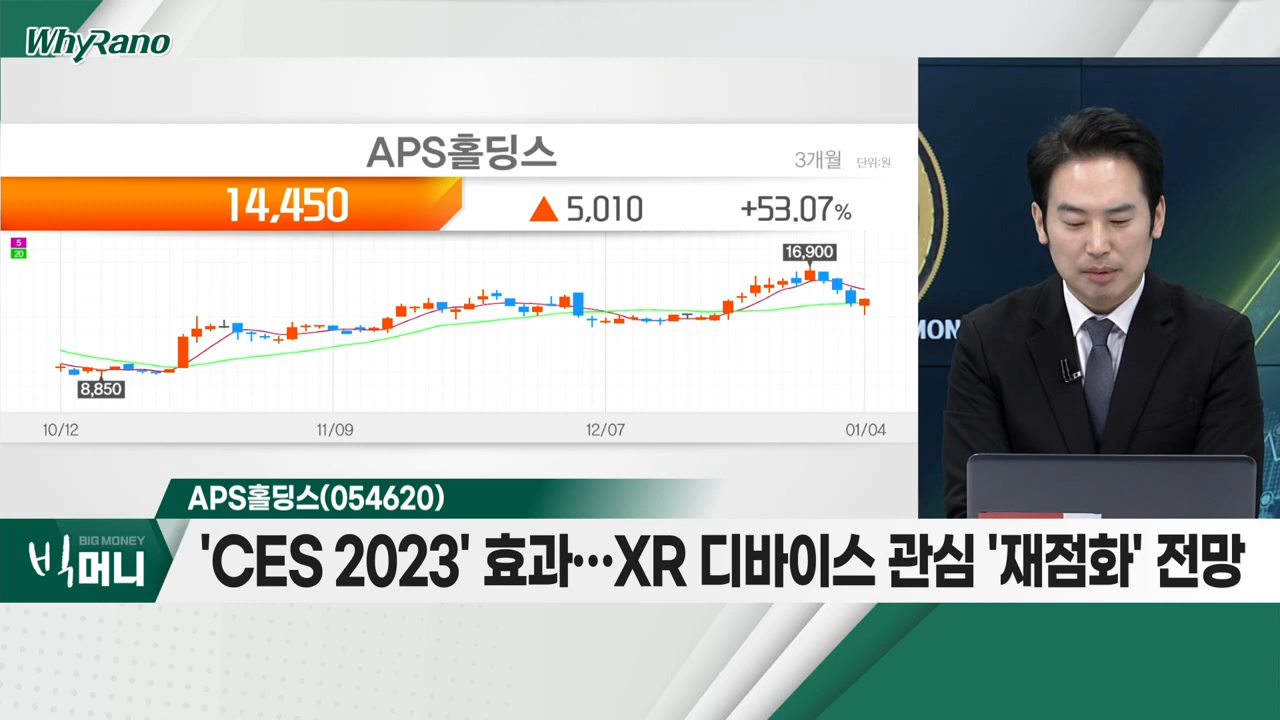 WhyRano
APS홀딩스
3개월 단위:원
14,450 ▲ 5,010 +53.07%
5
20
16,900
8,850
10/12 11/09 12/07 01/04
MON
APS홀딩스(054620)
BIG MONEY
빅머니
'CES 2023' 효과…XR 디바이스 관심 '재점화' 전망